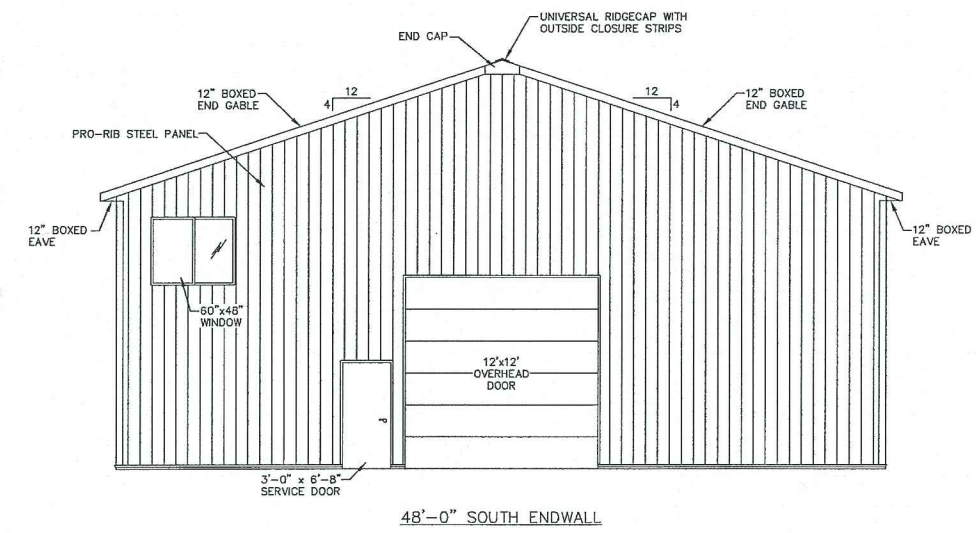 UNIVERSAL RIDGECAP WITH
OUTSIDE CLOSURE STRIPS
END CAP
12" BOXED
END GABLE
12
4
12
4
12" BOXED
END GABLE
PRO-RIB STEEL PANEL
12" BOXED
EAVE
12" BOXED
EAVE
60"x48"
WINDOW
12'x12'
OVERHEAD
DOOR
3'-0" x 6'-8"
SERVICE DOOR
48'-0" SOUTH ENDWALL